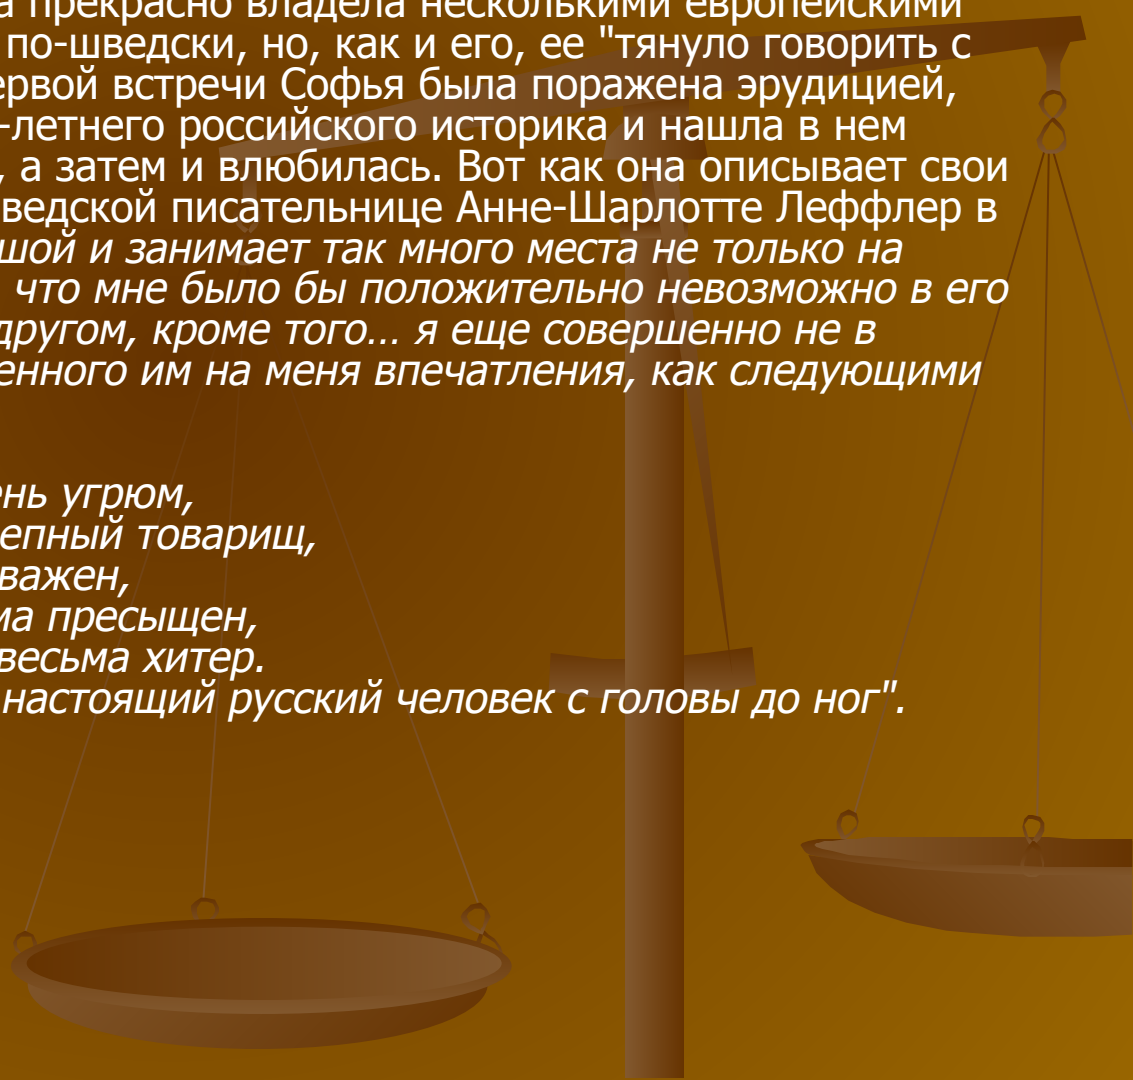 а прекрасно владела несколькими европейскими
по-шведски, но, как и его, ее "тянуло говорить с
ервой встречи Софья была поражена эрудицией,
-летнего российского историка и нашла в нем
, а затем и влюбилась. Вот как она описывает свои
ведской писательнице Анне-Шарлотте Леффлер в
шой и занимает так много места не только на
что мне было бы положительно невозможно в его
другом, кроме того... я еще совершенно не в
енного им на меня впечатления, как следующими
ень угрюм,
епный товарищ,
важен,
ма пресыщен,
весьма хитер.
настоящий русский человек с головы до ног".